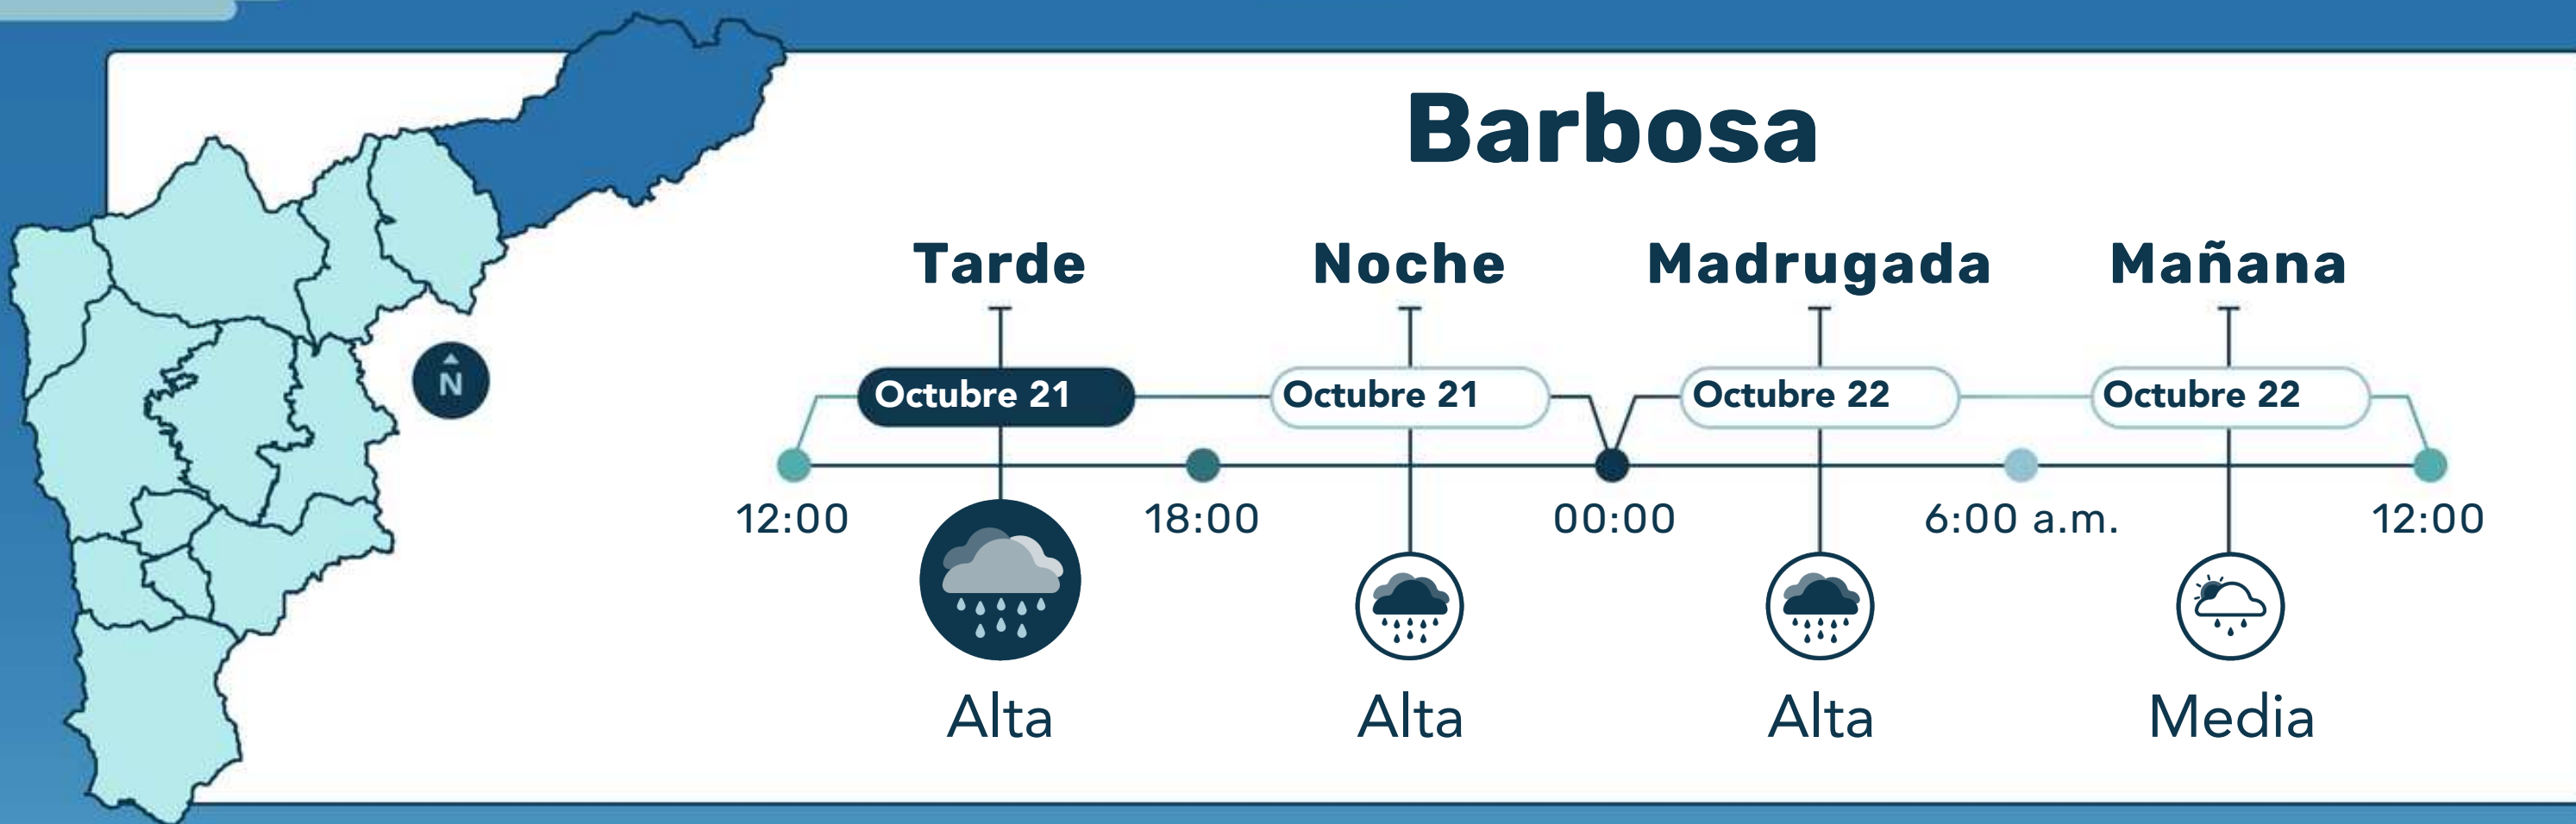 Barbosa
Tarde Noche Madrugada Mañana
N
Octubre 21 Octubre 21 Octubre 22 Octubre 22
12:00 18:00 00:00 6:00 a.m. 12:00
Alta Alta Alta Media